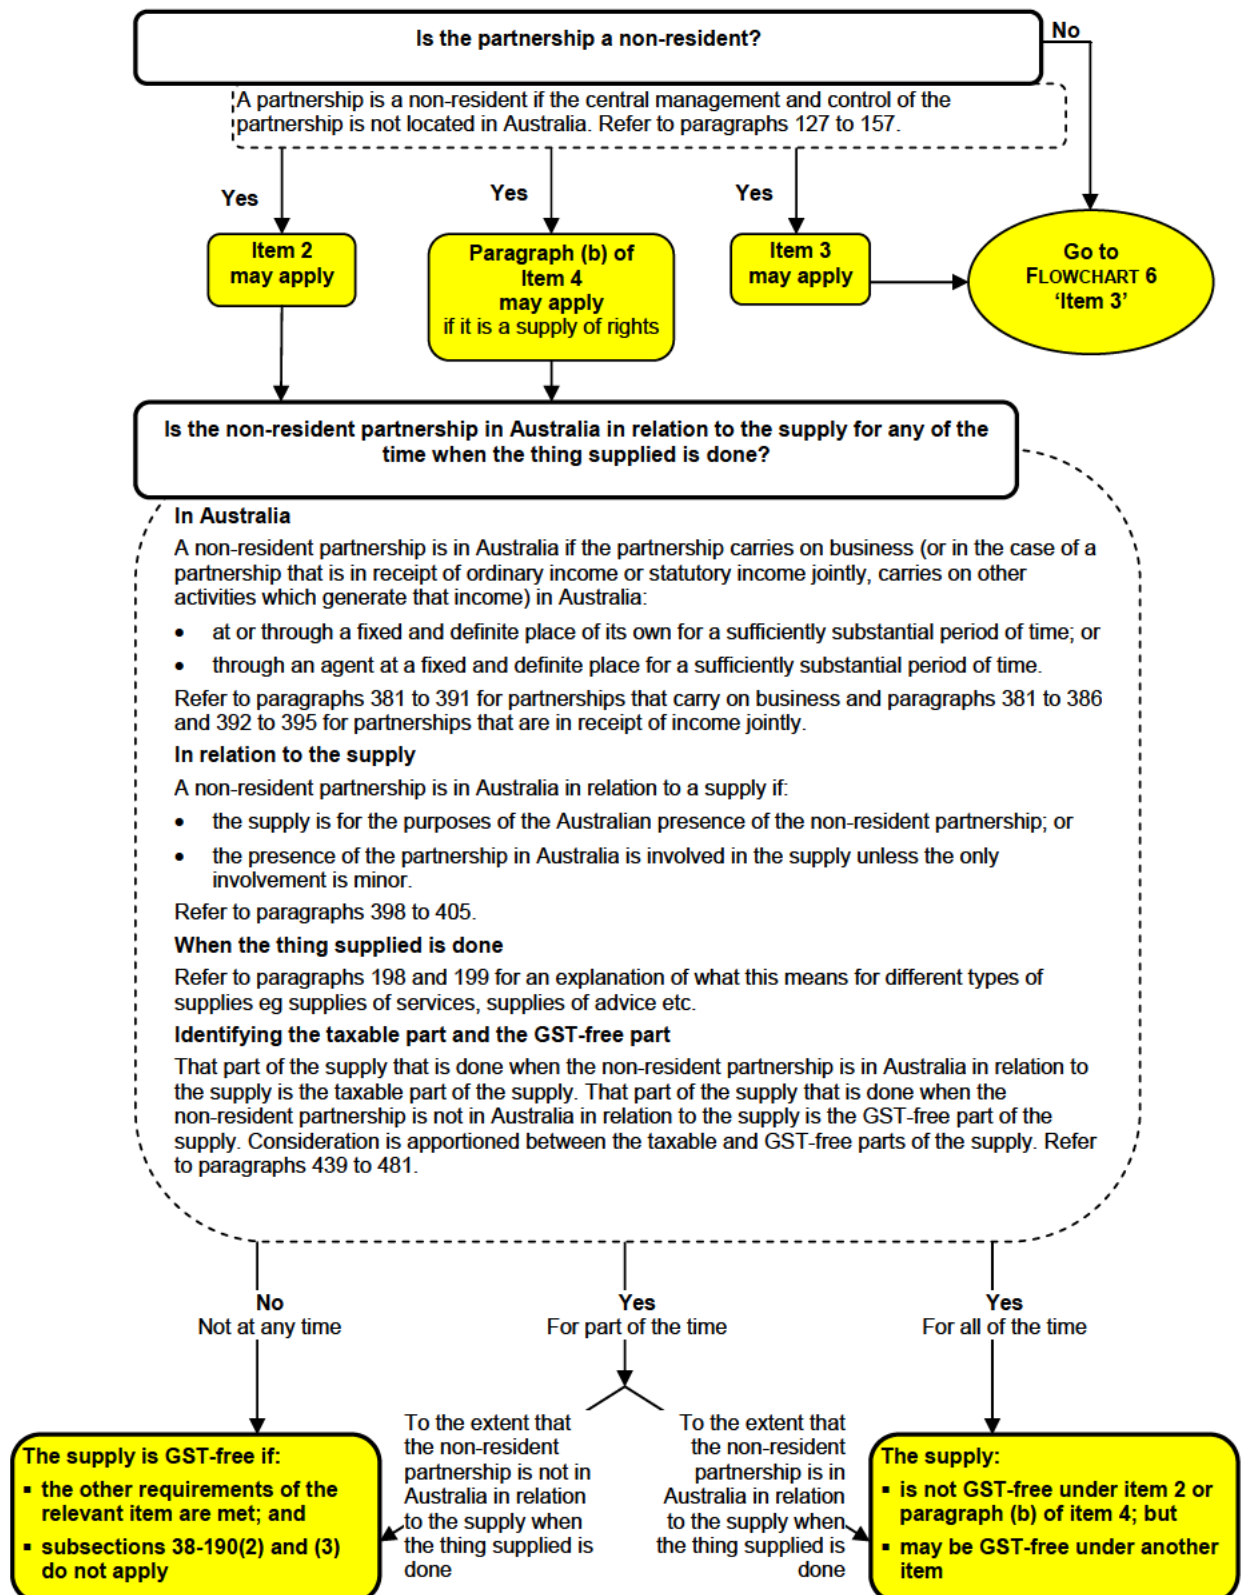 Is the partnership a non-resident?
No
A partnership is a non-resident if the central management and control of the
partnership is not located in Australia. Refer to paragraphs 127 to 157.
Yes
Yes
Yes
Item 2
may apply
Paragraph (b) of
Item 4
may apply
if it is a supply of rights
Item 3
may apply
Go to
FLOWCHART 6
‘Item 3’
Is the non-resident partnership in Australia in relation to the supply for any of the
time when the thing supplied is done?
In Australia
A non-resident partnership is in Australia if the partnership carries on business (or in the case of a
partnership that is in receipt of ordinary income or statutory income jointly, carries on other
activities which generate that income) in Australia:
• at or through a fixed and definite place of its own for a sufficiently substantial period of time; or
• through an agent at a fixed and definite place for a sufficiently substantial period of time.
Refer to paragraphs 381 to 391 for partnerships that carry on business and paragraphs 381 to 386
and 392 to 395 for partnerships that are in receipt of income jointly.
In relation to the supply
A non-resident partnership is in Australia in relation to a supply if:
• the supply is for the purposes of the Australian presence of the non-resident partnership; or
• the presence of the partnership in Australia is involved in the supply unless the only
involvement is minor.
Refer to paragraphs 398 to 405.
When the thing supplied is done
Refer to paragraphs 198 and 199 for an explanation of what this means for different types of
supplies eg supplies of services, supplies of advice etc.
Identifying the taxable part and the GST-free part
That part of the supply that is done when the non-resident partnership is in Australia in relation to
the supply is the taxable part of the supply. That part of the supply that is done when the
non-resident partnership is not in Australia in relation to the supply is the GST-free part of the
supply. Consideration is apportioned between the taxable and GST-free parts of the supply. Refer
to paragraphs 439 to 481.
No
Not at any time
Yes
For part of the time
Yes
For all of the time
The supply is GST-free if:
▪ the other requirements of the
relevant item are met; and
▪ subsections 38-190(2) and (3)
do not apply
To the extent that
the non-resident
partnership is not in
Australia in relation
to the supply when
the thing supplied is
done
To the extent that
the non-resident
partnership is in
Australia in relation
to the supply when
the thing supplied is
done
The supply:
▪ is not GST-free under item 2 or
paragraph (b) of item 4; but
▪ may be GST-free under another
item